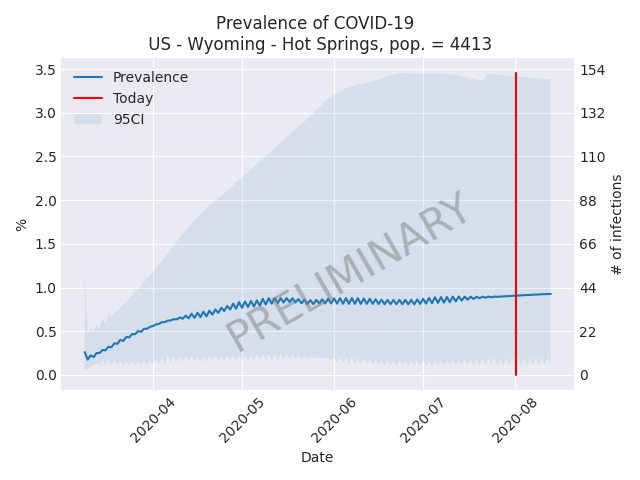 Prevalence of COVID-19
US - Wyoming - Hot Springs, pop. = 4413
Prevalence
Today
95CI
3.5
3.0
2.5
2.0
1.5
1.0
0.5
0.0
%
154
132
110
88
66
44
22
0
# of infections
PRELIMINARY
2020-04
2020-05
2020-06
2020-07
2020-08
Date